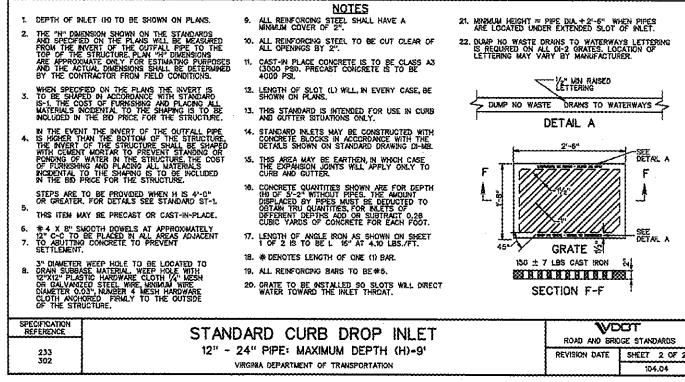 NOTES
1. DEPTH OF INLET (H) TO BE SHOWN ON PLANS.
2. THE "H" DIMENSION SHOWN ON THE STANDARDS
AND SPECIFIED ON THE PLANS WILL BE MEASURED
FROM THE INVERT OF THE OUTFALL PIPE TO THE
TOP OF THE STRUCTURE. PLAN "H" DIMENSIONS
ARE APPROXIMATE ONLY FOR ESTIMATING PURPOSES
AND THE ACTUAL DIMENSIONS SHALL BE DETERMINED
BY THE CONTRACTOR FROM FIELD CONDITIONS.
WHEN SPECIFIED ON THE PLANS THE INVERT IS
3. TO BE SHAPED IN ACCORDANCE WITH STANDARD
IS-1. THE COST OF FURNISHING AND PLACING ALL
MATERIALS INCIDENTAL TO THE SHAPING IS TO BE
INCLUDED IN THE BID PRICE FOR THE STRUCTURE.
IN THE EVENT THE INVERT OF THE OUTFALL PIPE
4. IS HIGHER THAN THE BOTTOM OF THE STRUCTURE,
THE INVERT OF THE STRUCTURE SHALL BE SHAPED
WITH CEMENT MORTAR TO PREVENT STANDING OR
PONDING OF WATER IN THE STRUCTURE. THE COST
OF FURNISHING AND PLACING ALL MATERIALS
INCIDENTAL TO THE SHAPING IS TO BE INCLUDED
IN THE BID PRICE FOR THE STRUCTURE.
STEPS ARE TO BE PROVIDED WHEN H IS 4'-0"
5. OR GREATER. FOR DETAILS SEE STANDARD ST-1.
THIS ITEM MAY BE PRECAST OR CAST-IN-PLACE.
6.
# 4 X 8" SMOOTH DOWELS AT APPROXIMATELY
12" C-C TO BE PLACED IN ALL AREAS ADJACENT
7. TO ABUTTING CONCRETE TO PREVENT
SETTLEMENT.
3" DIAMETER WEEP HOLE TO BE LOCATED TO
8. DRAIN SUBBASE MATERIAL. WEEP HOLE WITH
12"X12" PLASTIC HARDWARE CLOTH 1/4" MESH
OR GALVANIZED STEEL WIRE, MINIMUM WIRE
DIAMETER 0.03", NUMBER 4 MESH HARDWARE
CLOTH ANCHORED FIRMLY TO THE OUTSIDE
OF THE STRUCTURE.
9. ALL REINFORCING STEEL SHALL HAVE A
MINIMUM COVER OF 2".
10. ALL REINFORCING STEEL TO BE CUT CLEAR OF
ALL OPENINGS BY 2".
11. CAST-IN PLACE CONCRETE IS TO BE CLASS A3
(3000 PSI). PRECAST CONCRETE IS TO BE
4000 PSI.
12. LENGTH OF SLOT (L) WILL, IN EVERY CASE, BE
SHOWN ON PLANS.
13. THIS STANDARD IS INTENDED FOR USE IN CURB
AND GUTTER SITUATIONS ONLY.
14. STANDARD INLETS MAY BE CONSTRUCTED WITH
CONCRETE BLOCKS IN ACCORDANCE WITH THE
DETAILS SHOWN ON STANDARD DRAWING DI-MB.
15. THIS AREA MAY BE EARTHEN, IN WHICH CASE
THE EXPANSION JOINTS WILL APPLY ONLY TO
CURB AND GUTTER.
16. CONCRETE QUANTITIES SHOWN ARE FOR DEPTH
(H) OF 5'-2" WITHOUT PIPES. THE AMOUNT
DISPLACED BY PIPES MUST BE DEDUCTED TO
OBTAIN TRU QUANTITIES. FOR INLETS OF
DIFFERENT DEPTHS ADD OR SUBTRACT 0.28
CUBIC YARDS OF CONCRETE FOR EACH FOOT.
17. LENGTH OF ANGLE IRON AS SHOWN ON SHEET
1 OF 2 IS TO BE L 16" AT 4.10 LBS./FT.
18. * DENOTES LENGTH OF ONE (1) BAR.
19. ALL REINFORCING BARS TO BE #5.
20. GRATE TO BE INSTALLED SO SLOTS WILL DIRECT
WATER TOWARD THE INLET THROAT.
21. MINIMUM HEIGHT = PIPE DIA. + 2'-6" WHEN PIPES
ARE LOCATED UNDER EXTENDED SLOT OF INLET.
22. DUMP NO WASTE DRAINS TO WATERWAYS LETTERING
IS REQUIRED ON ALL DI-2 GRATES. LOCATION OF
LETTERING MAY VARY BY MANUFACTURER.
1/2" MIN RAISED
LETTERING
DUMP NO WASTE DRAINS TO WATERWAYS
DETAIL A
2'-6"
SEE
DETAIL A
F F
1'-8"
45°
SEE
DETAIL A
GRATE
150 ± 7 LBS CAST IRON
SECTION F-F
SPECIFICATION
REFERENCE
233
302
STANDARD CURB DROP INLET
12" - 24" PIPE: MAXIMUM DEPTH (H)=9'
VIRGINIA DEPARTMENT OF TRANSPORTATION
VDOT
ROAD AND BRIDGE STANDARDS
REVISION DATE
SHEET 2 OF 2
104.04